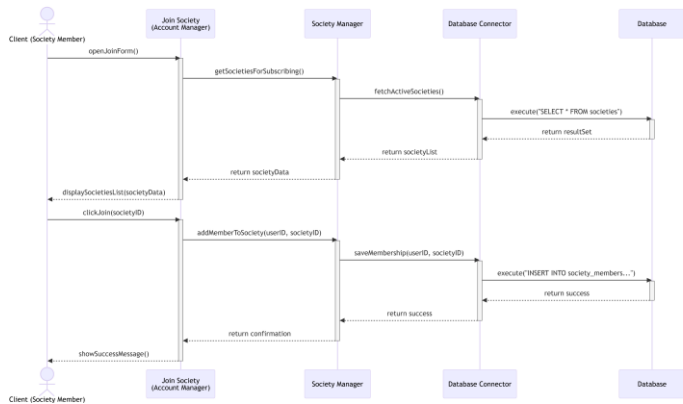 Join Society
(Account Manager)
Society Manager
Database Connector
Database
Client (Society Member)
openJoinForm()
getSocietiesForSubscribing()
fetchActiveSocieties()
execute("SELECT * FROM societies")
return resultSet
return societyList
return societyData
displaySocietiesList(societyData)
clickJoin(societyID)
addMemberToSociety(userID, societyID)
saveMembership(userID, societyID)
execute("INSERT INTO society_members...")
return success
return success
return confirmation
showSuccessMessage()
Join Society
(Account Manager)
Society Manager
Database Connector
Database
Client (Society Member)